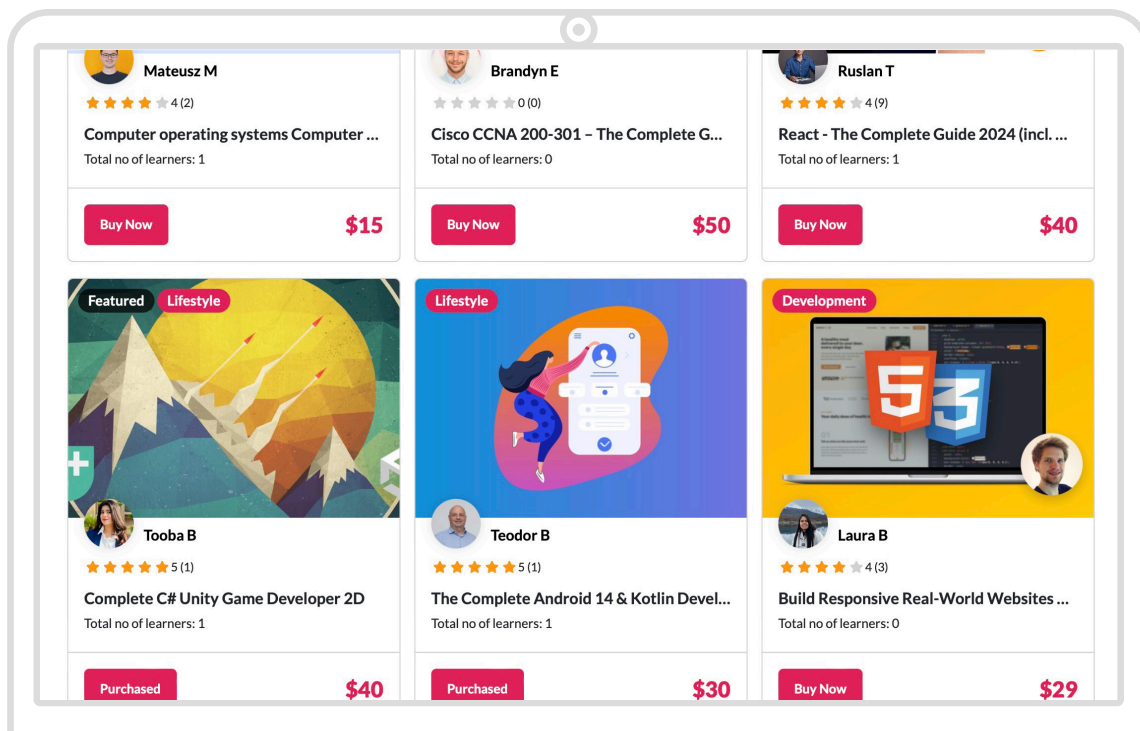 Mateusz M
4 (2)
Computer operating systems Computer ...
Total no of learners: 1
Buy Now
$15
Brandyn E
0 (0)
Cisco CCNA 200-301 – The Complete G...
Total no of learners: 0
Buy Now
$50
Ruslan T
4 (9)
React - The Complete Guide 2024 (incl. ...
Total no of learners: 1
Buy Now
$40
Featured
Lifestyle
Tooba B
5 (1)
Complete C# Unity Game Developer 2D
Total no of learners: 1
Purchased
$40
Lifestyle
Teodor B
5 (1)
The Complete Android 14 & Kotlin Devel...
Total no of learners: 1
Purchased
$30
Development
5
3
Laura B
4 (3)
Build Responsive Real-World Websites ...
Total no of learners: 0
Buy Now
$29